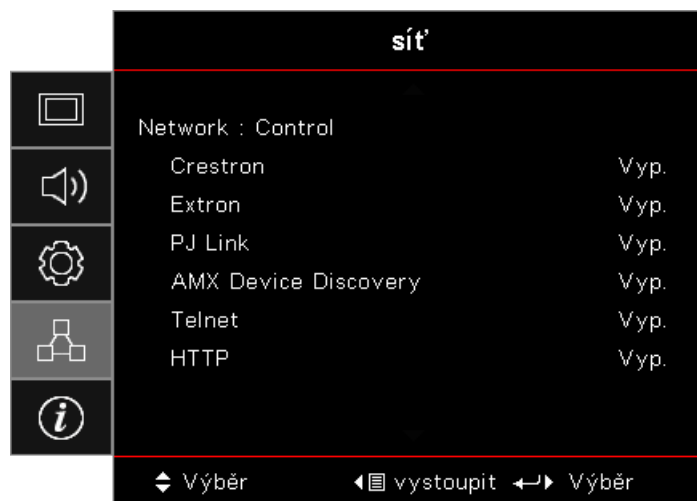 síť
Network : Control
Crestron Vyp.
Extron Vyp.
PJ Link Vyp.
AMX Device Discovery Vyp.
Telnet Vyp.
HTTP Vyp.
Výběr vystoupit Výběr